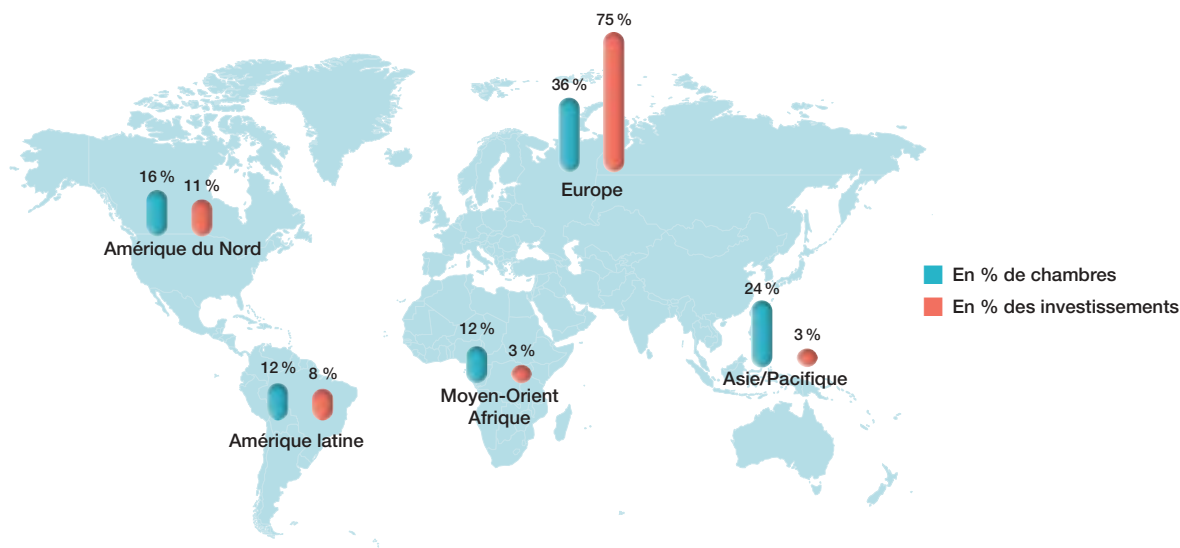 75 %
36 %
Europe
16 %
11 %
Amérique du Nord
En % de chambres
24 %
En % des investissements
12 %
3 %
3 %
12 %
8 %
Asie/Pacifique
Moyen-Orient
Afrique
Amérique latine